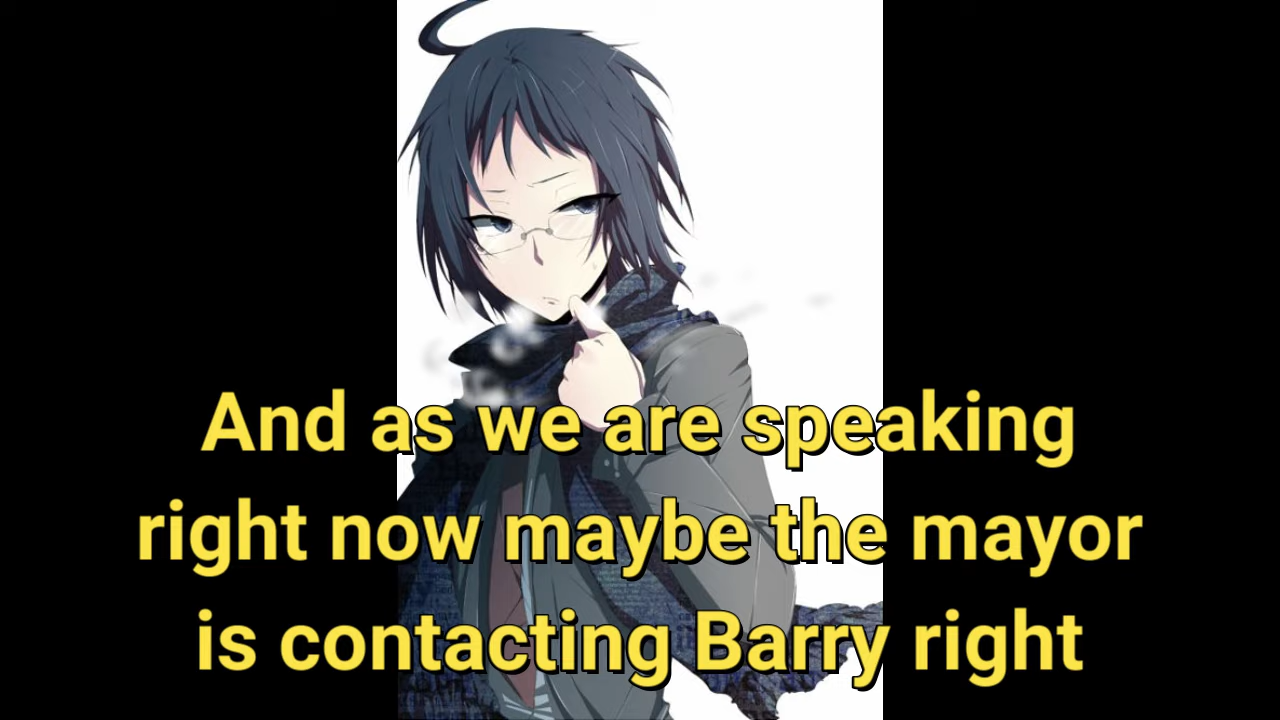 And as we are speaking
right now maybe the mayor
is contacting Barry right